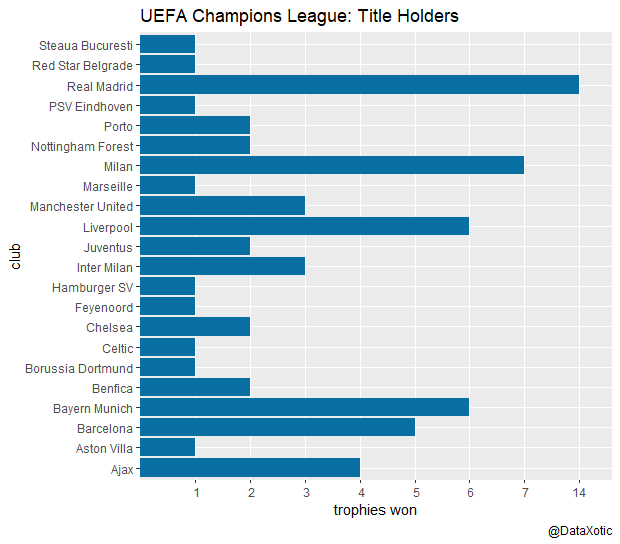 UEFA Champions League: Title Holders
Steaua Bucuresti
Red Star Belgrade
Real Madrid
PSV Eindhoven
Porto
Nottingham Forest
Milan
Marseille
Manchester United
Liverpool
Juventus
Inter Milan
Hamburger SV
Feyenoord
Chelsea
Celtic
Borussia Dortmund
Benfica
Bayern Munich
Barcelona
Aston Villa
Ajax
club
1 2 3 4 5 6 7 14
trophies won
@DataXotic